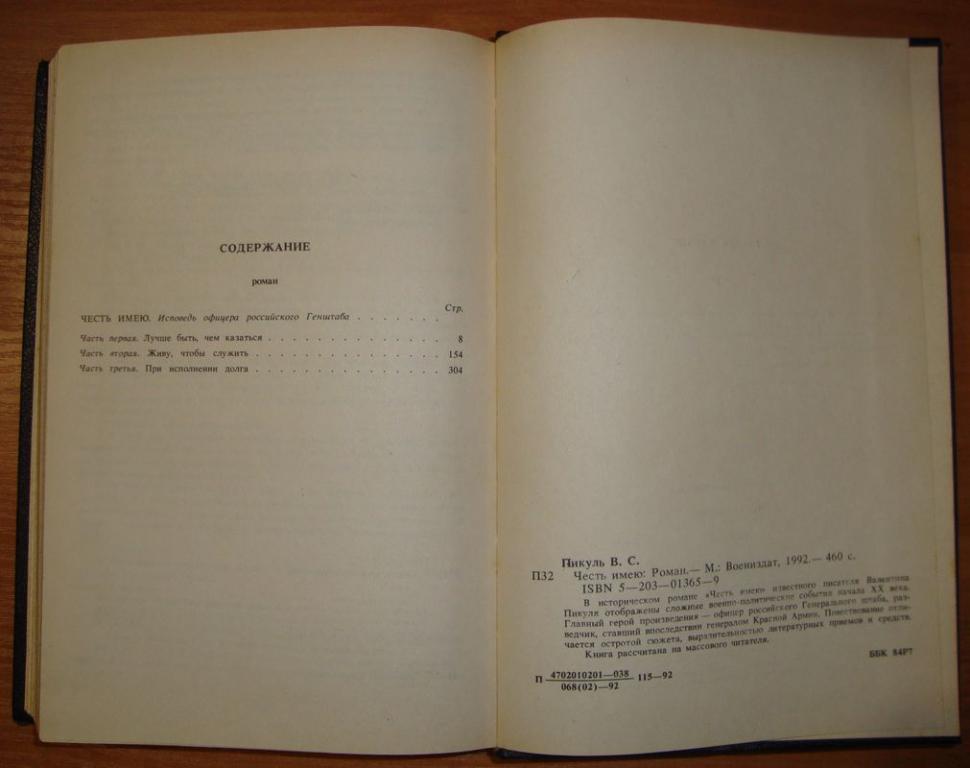 СОДЕРЖАНИЕ
роман
Стр.
ЧЕСТЬ ИМЕЮ. Исповедь офицера российского Генштаба . . . . . . .
Часть первая. Лучше быть, чем казаться . . . . . . . . . . . . . . 8
Часть вторая. Живу, чтобы служить . . . . . . . . . . . . . . . 154
Часть третья. При исполнении долга . . . . . . . . . . . . . . . 304
Пикуль В. С.
П32 Честь имею: Роман.— М.: Воениздат, 1992.— 460 с.
ISBN 5—203—01365—9
В историческом романе «Честь имею» известного писателя Валентина
Пикуля отображены сложные военно-политические события начала XX века.
Главный герой произведения — офицер российского Генерального штаба, раз-
ведчик, ставший впоследствии генералом Красной Армии. Повествование отли-
чается остротой сюжета, выразительностью литературных приемов и средств.
Книга рассчитана на массового читателя.
П 4702010201—038 115—92
068(02)—92
ББК 84Р7